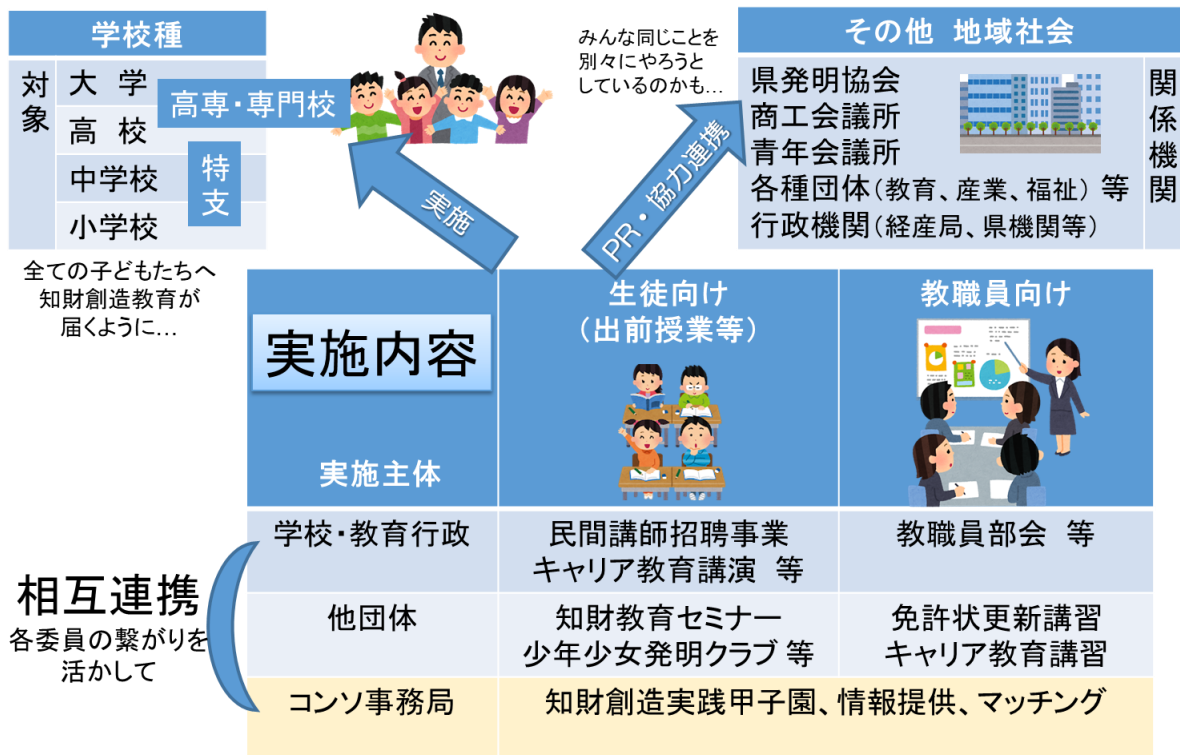 学校種
対象
大 学
高専・専門校
高 校
特支
中学校
小学校
全ての子どもたちへ
知財創造教育が
届くように…
実施
みんな同じことを
別々にやろうと
しているのかも…
PR・協力連携
その他 地域社会
県発明協会
商工会議所
青年会議所
各種団体(教育、産業、福祉) 等
行政機関(経産局、県機関等)
関係機関
実施内容
実施主体
生徒向け
(出前授業等)
教職員向け
学校・教育行政
民間講師招聘事業
キャリア教育講演 等
教職員部会 等
相互連携
各委員の繋がりを
活かして
他団体
知財教育セミナー
少年少女発明クラブ 等
免許状更新講習
キャリア教育講習
コンソ事務局
知財創造実践甲子園、情報提供、マッチング